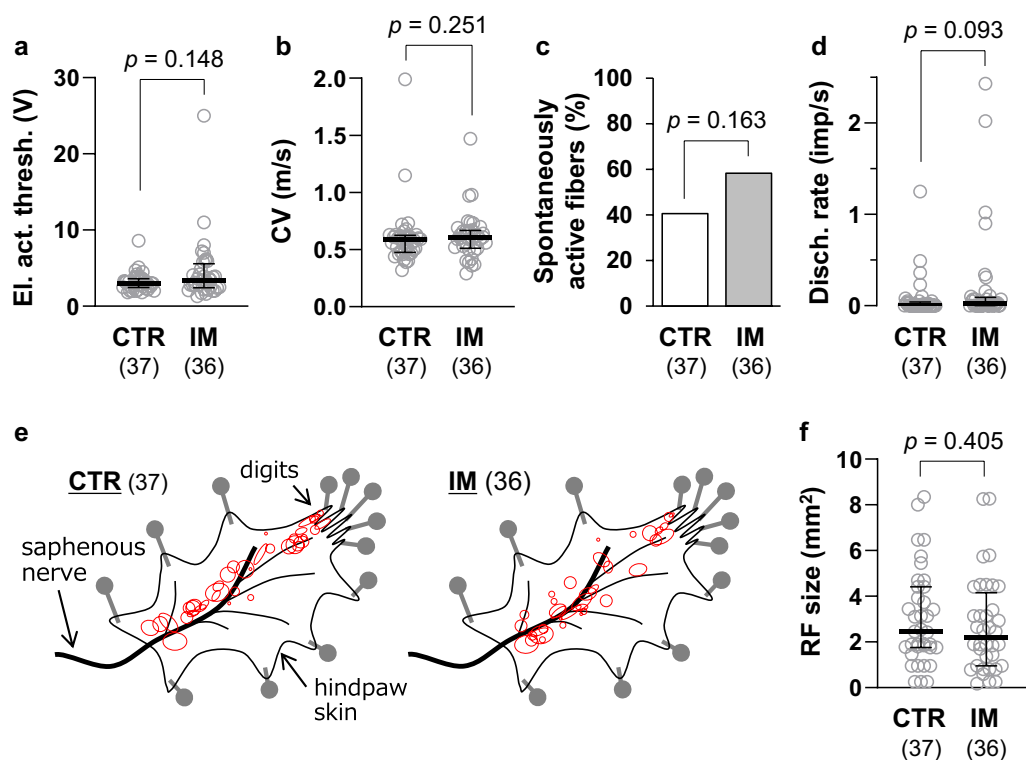 a
p = 0.148
El. act. thresh. (V)
30
20
10
0
CTR
IM
(37)
(36)
b
p = 0.251
CV (m/s)
2.0
1.5
1.0
0.5
0.0
CTR
IM
(37)
(36)
c
p = 0.163
Spontaneously
active fibers (%)
100
80
60
40
20
0
CTR
IM
(37)
(36)
d
p = 0.093
Disch. rate (imp/s)
2
1
0
CTR
IM
(37)
(36)
e
CTR (37)
digits
saphenous
nerve
hindpaw
skin
IM (36)
f
p = 0.405
RF size (mm²)
10
8
6
4
2
0
CTR
IM
(37)
(36)